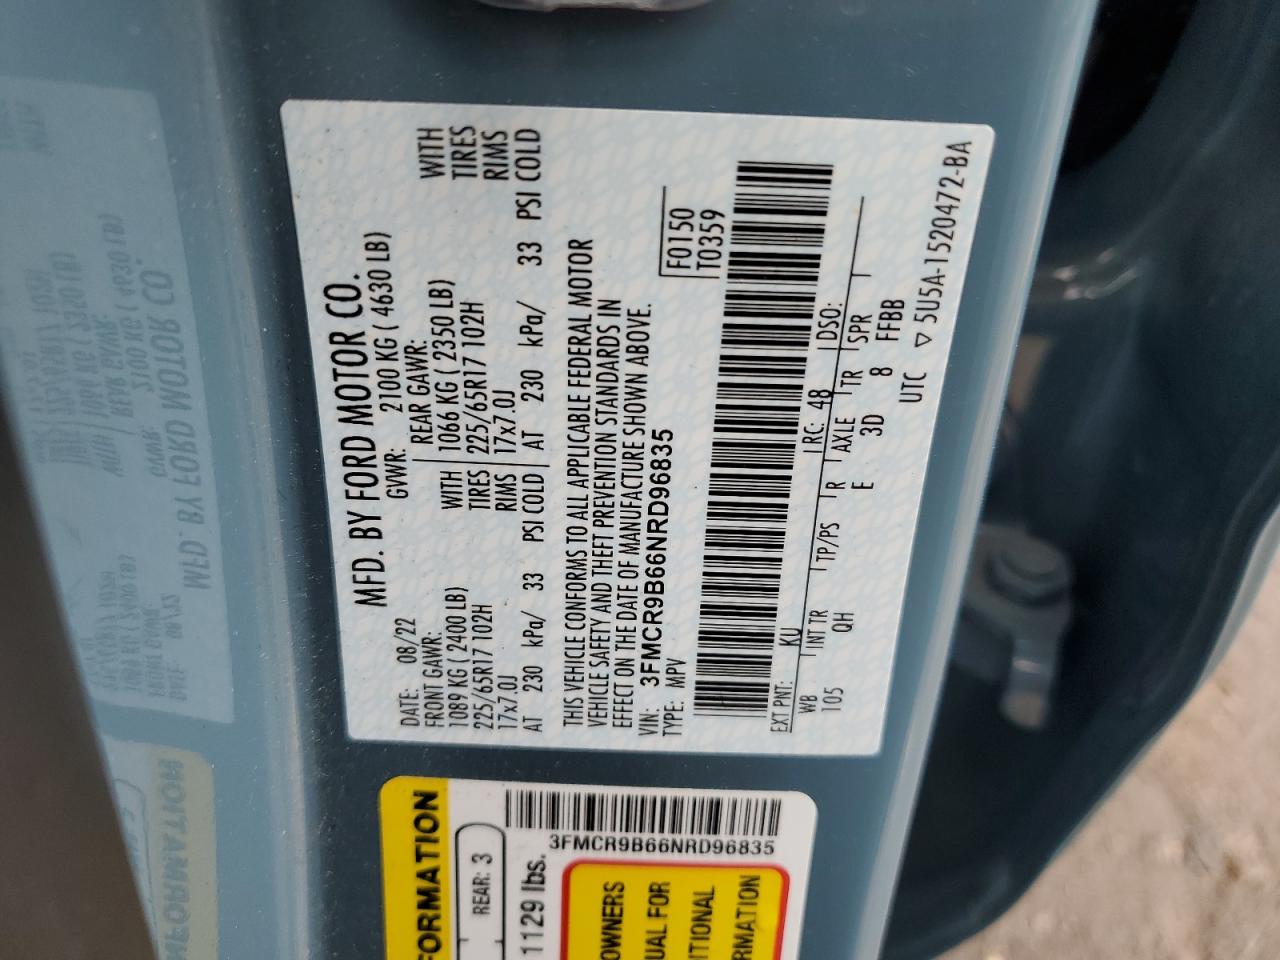 MFD. BY FORD MOTOR CO.
DATE: 08/22 GVWR: 2100 KG ( 4630 LB)
FRONT GAWR: REAR GAWR:
1089 KG ( 2400 LB) WITH 1066 KG ( 2350 LB) WITH
225/65R17 102H TIRES 225/65R17 102H TIRES
17x7.0J RIMS 17x7.0J RIMS
AT 230 kPa/ 33 PSI COLD AT 230 kPa/ 33 PSI COLD
THIS VEHICLE CONFORMS TO ALL APPLICABLE FEDERAL MOTOR
VEHICLE SAFETY AND THEFT PREVENTION STANDARDS IN
EFFECT ON THE DATE OF MANUFACTURE SHOWN ABOVE.
VIN: 3FMCR9B66NRD96835
TYPE: MPV
F0150
T0359
EXT PNT: KU RC: 48 DSO:
WB INT TR TP/PS R AXLE TR SPR
105 QH E 3D 8 FFBB
UTC ▽ 5U5A-1520472-BA
FORMATION
REAR: 3
1129 lbs.
3FMCR9B66NRD96835
OWNERS
UAL FOR
ITIONAL
RMATION